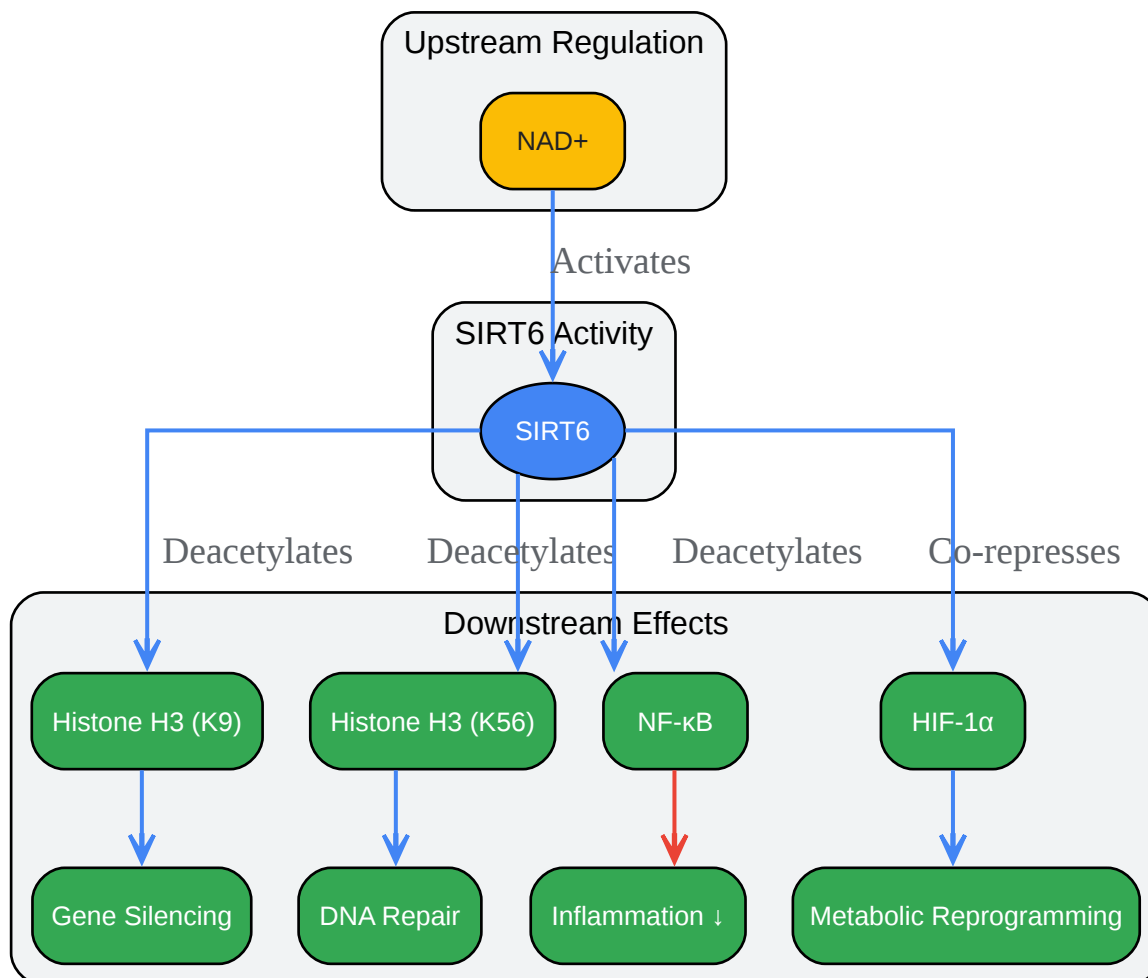 Upstream Regulation
NAD+
Activates
SIRT6 Activity
SIRT6
Deacetylates
Deacetylates
Deacetylates
Co-represses
Downstream Effects
Histone H3 (K9)
Histone H3 (K56)
NF-κB
HIF-1α
Gene Silencing
DNA Repair
Inflammation ↓
Metabolic Reprogramming